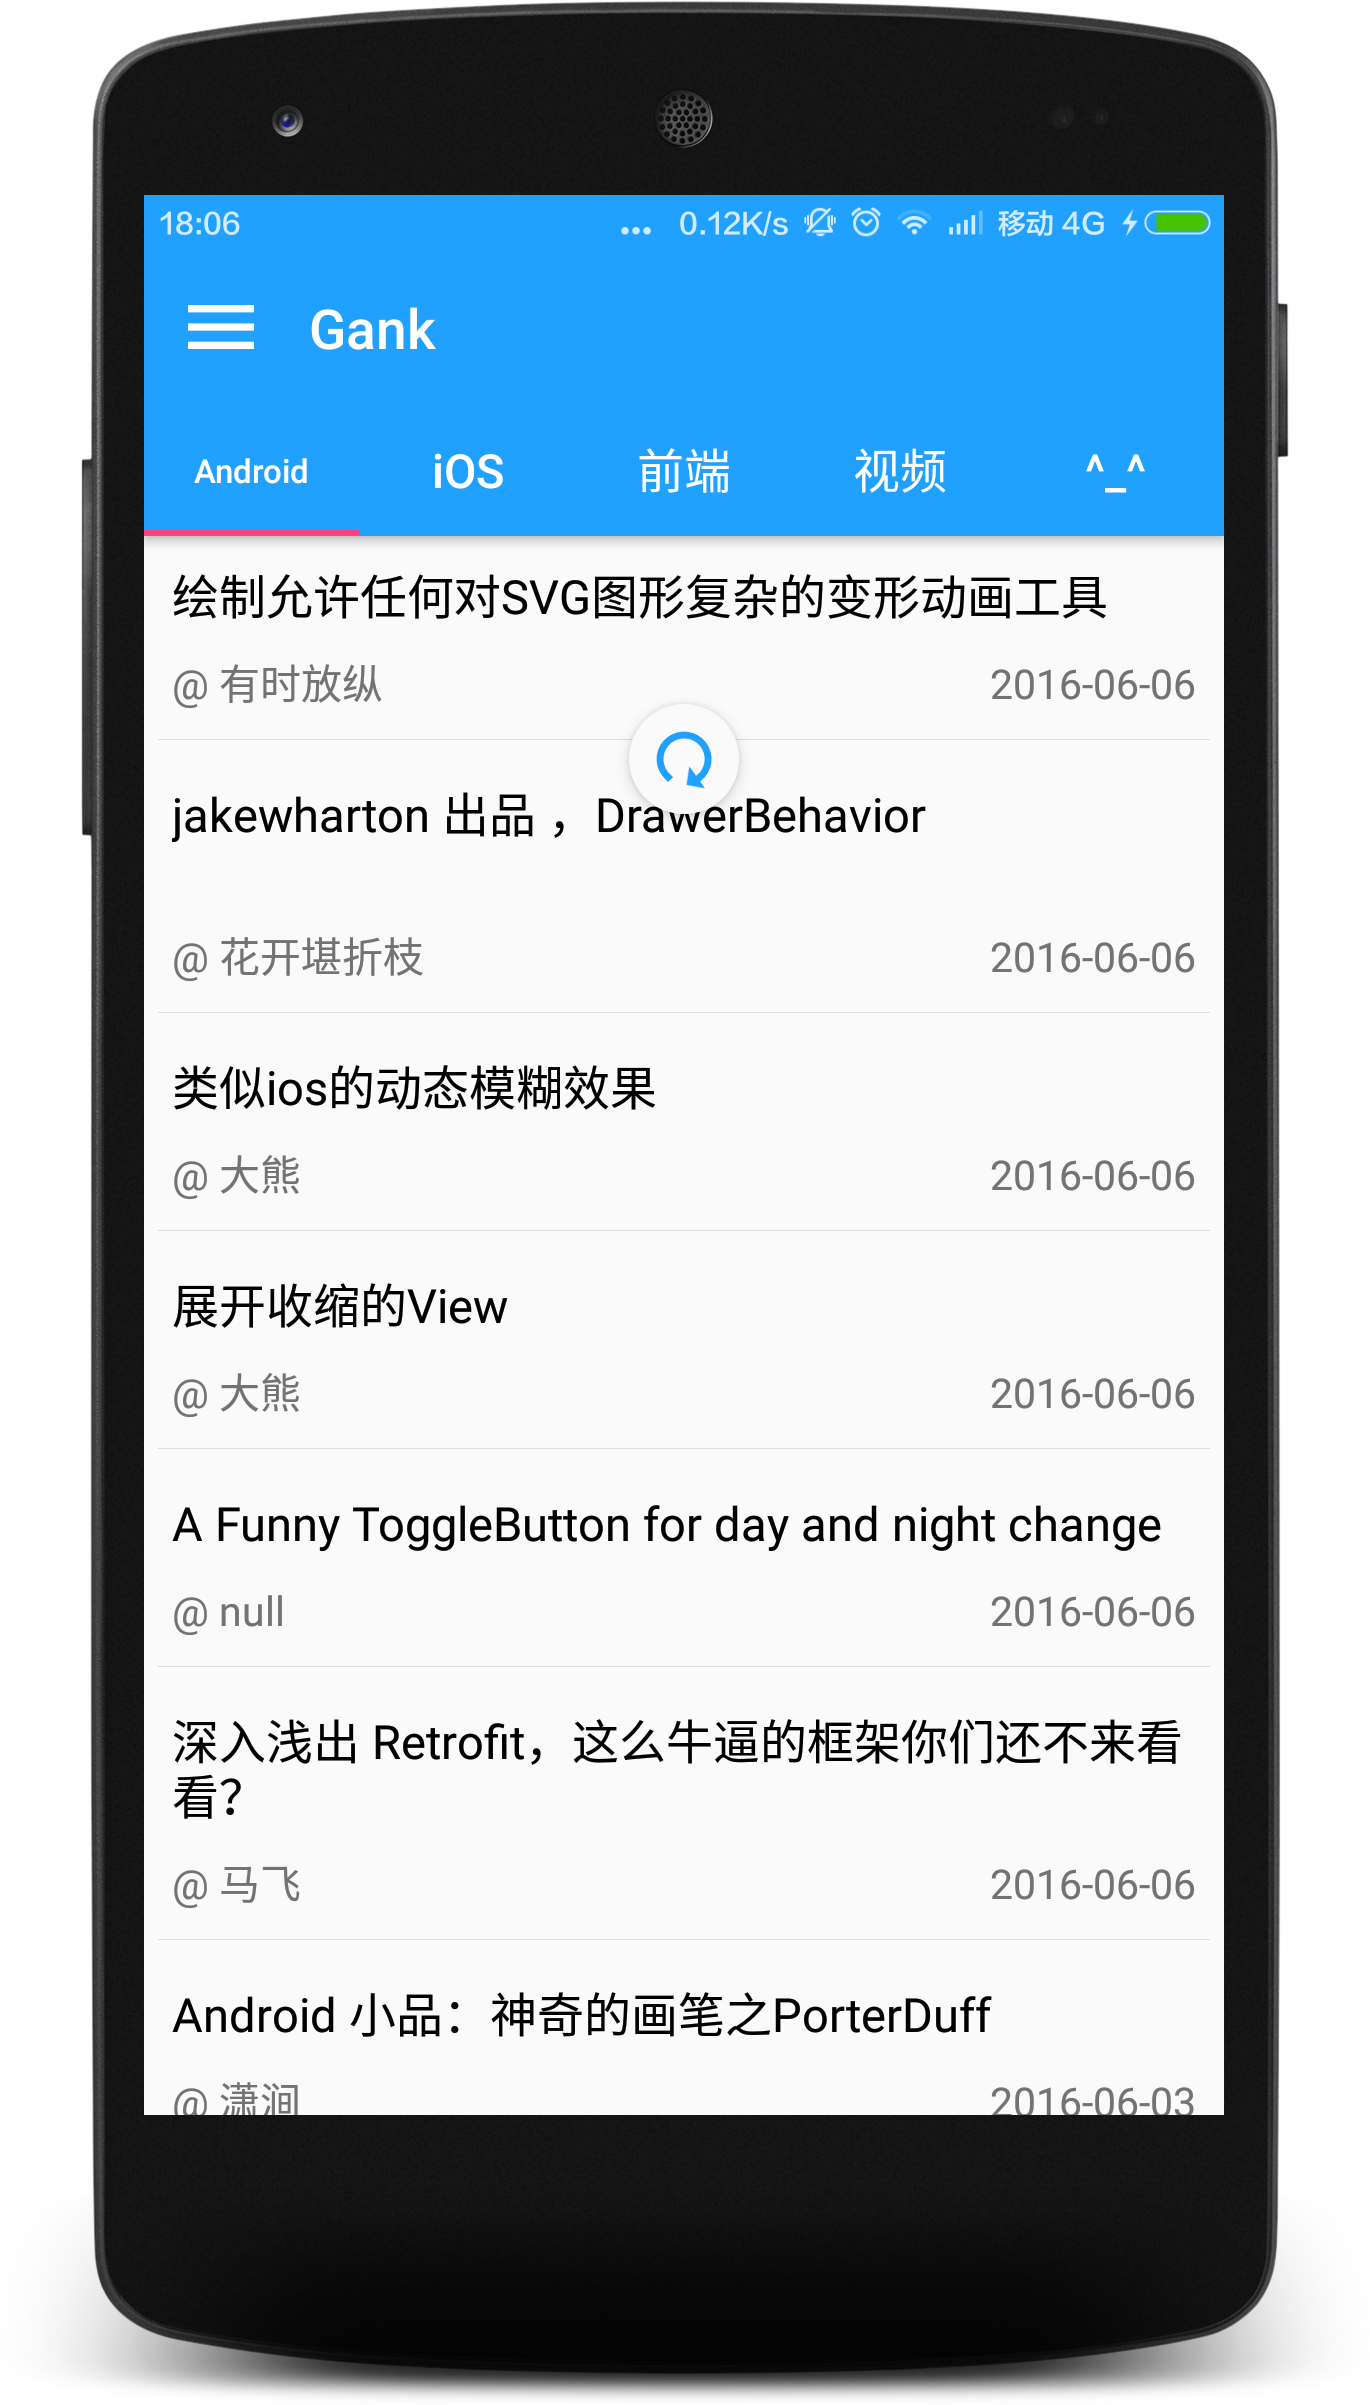 18:06 ... 0.12K/s 移动 4G
Gank
Android iOS 前端 视频 ^_^
绘制允许任何对SVG图形复杂的变形动画工具
@ 有时放纵 2016-06-06
jakewharton 出品 ，DrawerBehavior
@ 花开堪折枝 2016-06-06
类似ios的动态模糊效果
@ 大熊 2016-06-06
展开收缩的View
@ 大熊 2016-06-06
A Funny ToggleButton for day and night change
@ null 2016-06-06
深入浅出 Retrofit，这么牛逼的框架你们还不来看
看？
@ 马飞 2016-06-06
Android 小品：神奇的画笔之PorterDuff
@ 潇涧 2016-06-03